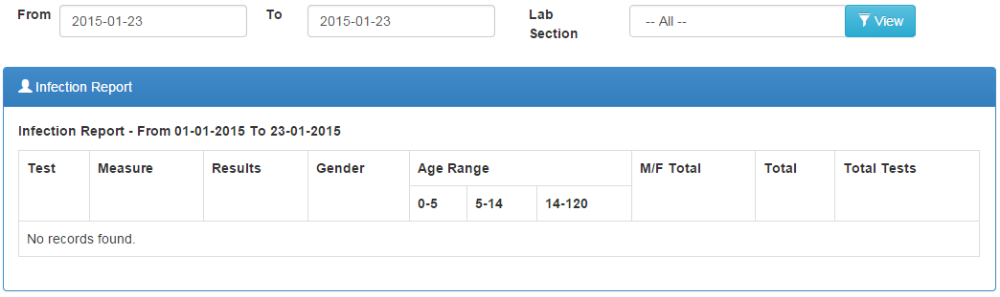 From 2015-01-23 To 2015-01-23 Lab Section -- All -- View
Infection Report
Infection Report - From 01-01-2015 To 23-01-2015
Test Measure Results Gender Age Range M/F Total Total Total Tests
0-5 5-14 14-120
No records found.